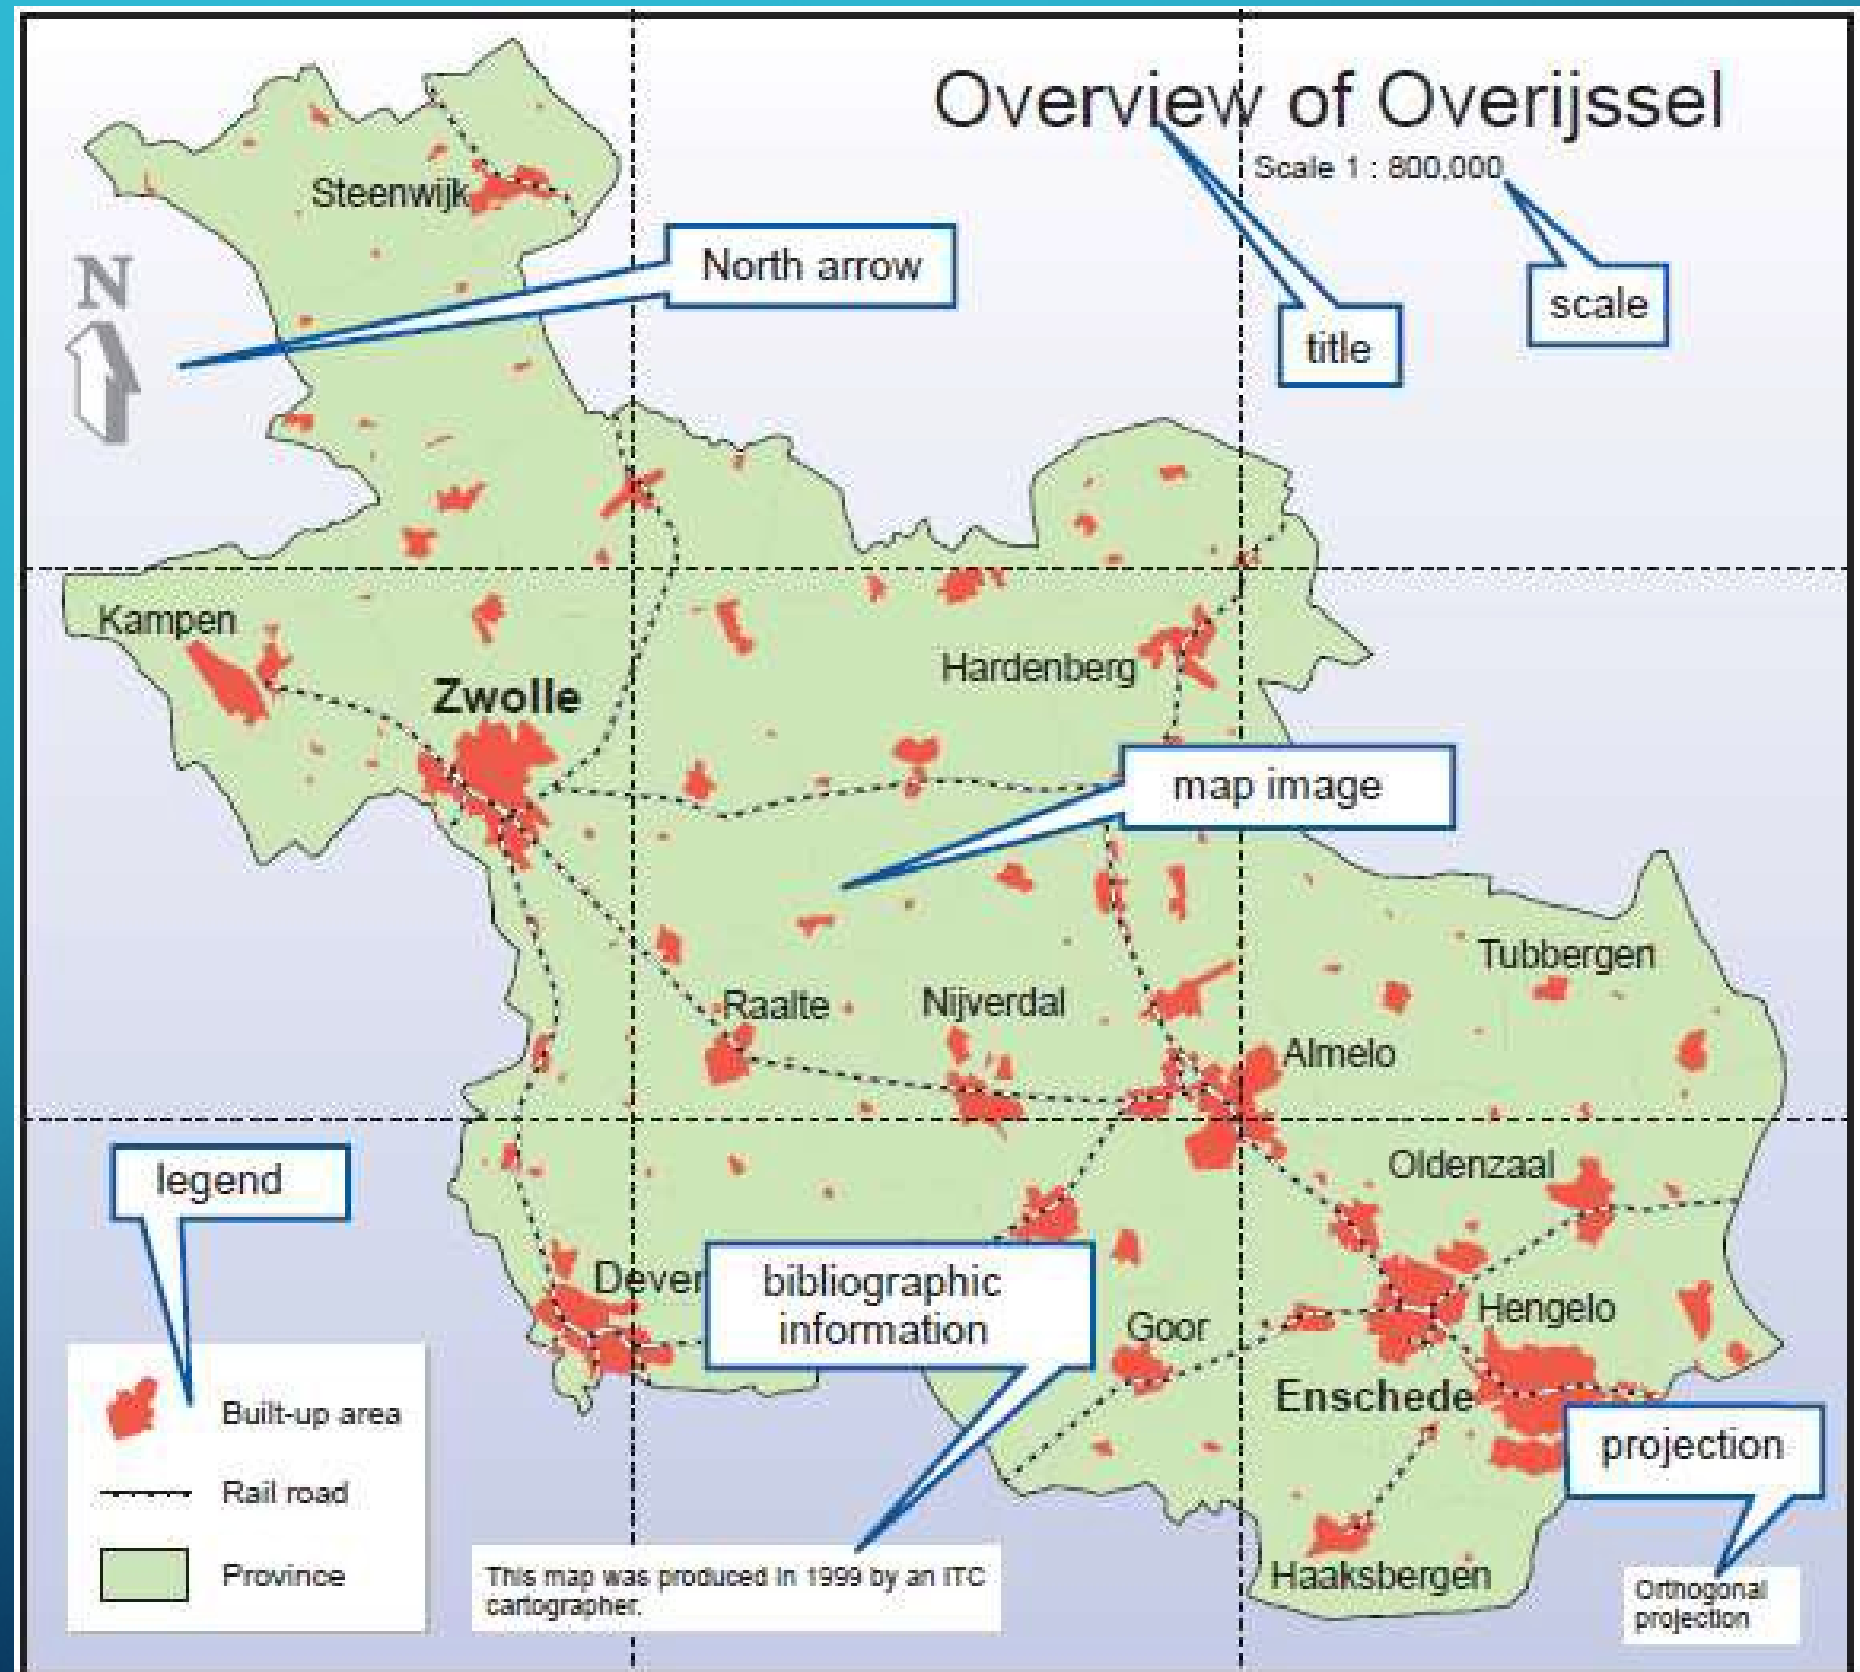 Overview of Overijssel
Scale 1 : 800,000
Steenwijk
North arrow
N
scale
title
Kampen
Zwolle
Hardenberg
map image
Tubbergen
Raalte
Nijverdal
Almelo
legend
Oldenzaal
Dever
bibliographic
information
Goor
Hengelo
Enschede
projection
Built-up area
Rail road
Province
This map was produced in 1999 by an ITC
cartographer.
Haaksbergen
Orthogonal
projection